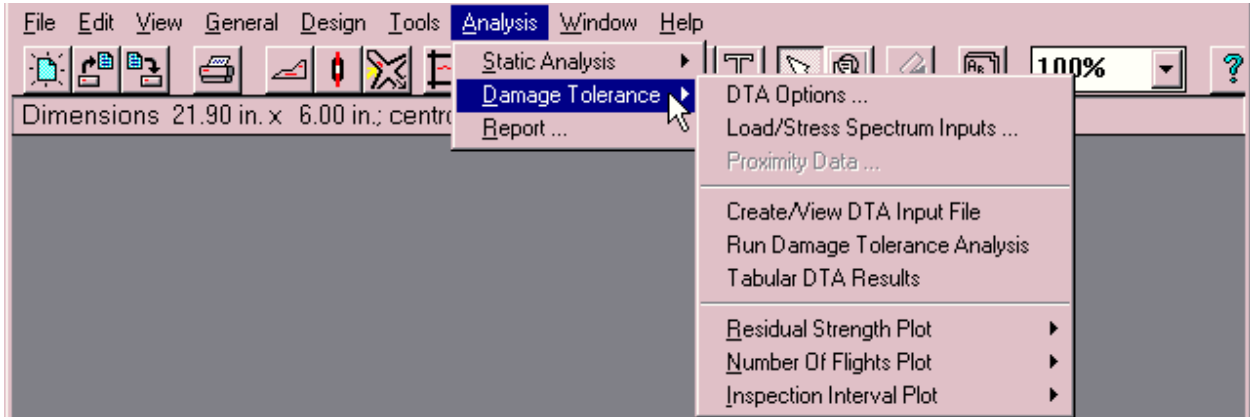 File Edit View General Design Tools Analysis Window Help
100%
Static Analysis
Damage Tolerance
Report ...
Dimensions 21.90 in. x 6.00 in.;
DTA Options ...
Load/Stress Spectrum Inputs ...
Proximity Data ...
Create/View DTA Input File
Run Damage Tolerance Analysis
Tabular DTA Results
Residual Strength Plot
Number Of Flights Plot
Inspection Interval Plot